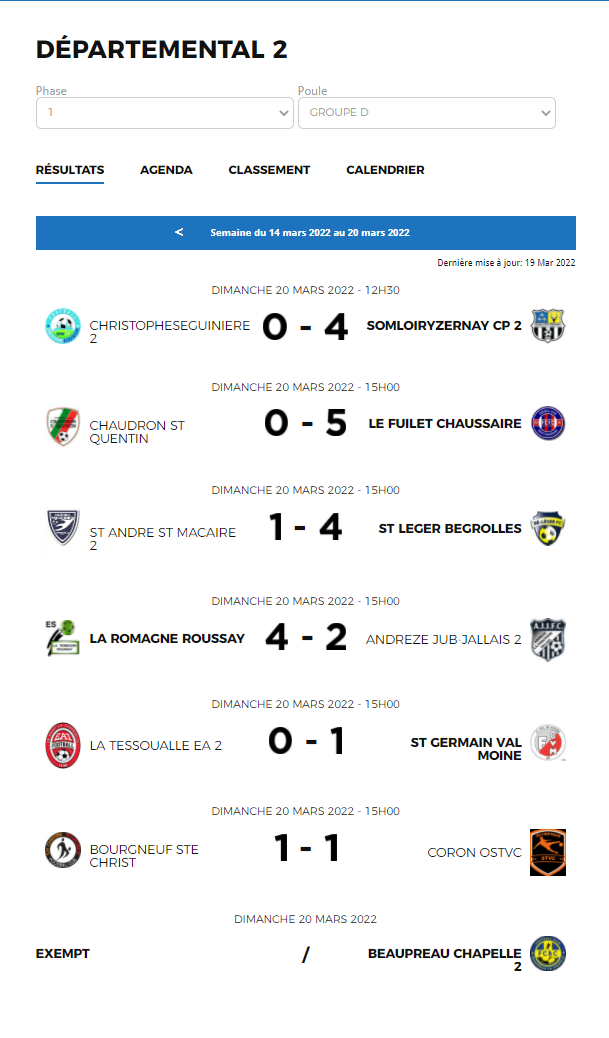 DÉPARTEMENTAL 2
Phase
Poule
1
GROUPE D
RÉSULTATS
AGENDA
CLASSEMENT
CALENDRIER
< Semaine du 14 mars 2022 au 20 mars 2022
Dernière mise à jour: 19 Mar 2022
DIMANCHE 20 MARS 2022 - 12H30
CHRISTOPHESEGUINIERE
2
0 - 4
SOMLOIRYZERNAY CP 2
DIMANCHE 20 MARS 2022 - 15H00
CHAUDRON ST
QUENTIN
0 - 5
LE FUILET CHAUSSAIRE
DIMANCHE 20 MARS 2022 - 15H00
ST ANDRE ST MACAIRE
2
1 - 4
ST LEGER BEGROLLES
DIMANCHE 20 MARS 2022 - 15H00
ES
LA ROMAGNE ROUSSAY
4 - 2
ANDREZE JUB-JALLAIS 2
A.J.J.F.C
DIMANCHE 20 MARS 2022 - 15H00
LA TESSOUALLE EA 2
0 - 1
ST GERMAIN VAL
MOINE
DIMANCHE 20 MARS 2022 - 15H00
BOURGNEUF STE
CHRIST
1 - 1
CORON OSTVC
STVC
DIMANCHE 20 MARS 2022
EXEMPT
/
BEAUPREAU CHAPELLE
2
FCBC